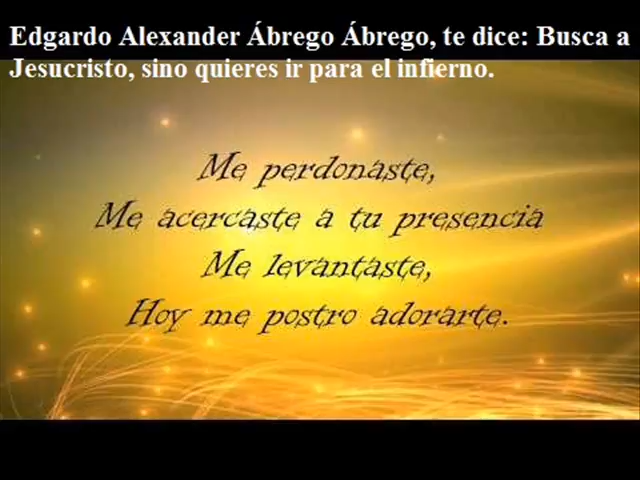 Edgardo Alexander Ábrego Ábrego, te dice: Busca a
Jesucristo, sino quieres ir para el infierno.
Me perdonaste,
Me acercaste a tu presencia
Me levantaste,
Hoy me postro adorarte.